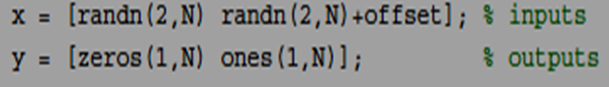 x = [randn(2,N) randn(2,N)+offset]; % inputs
y = [zeros(1,N) ones(1,N)]; % outputs